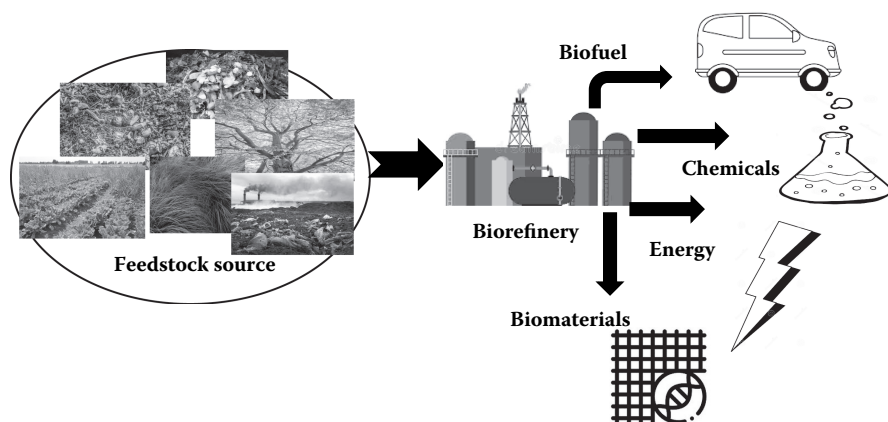 Biofuel
Chemicals
Feedstock source
Biorefinery
Energy
Biomaterials